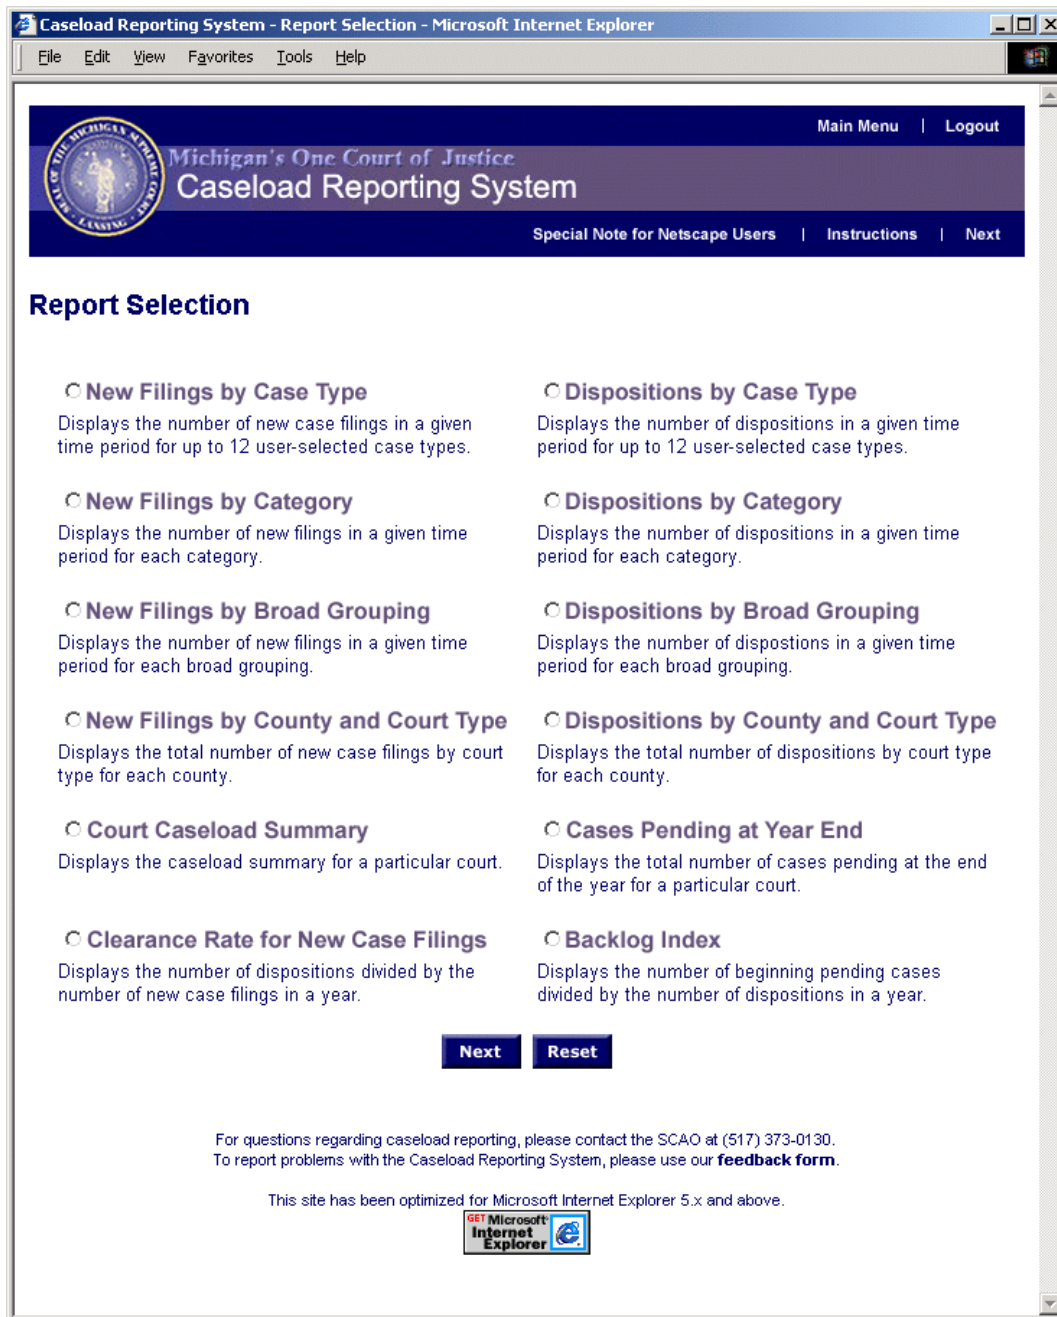 Caseload Reporting System - Report Selection - Microsoft Internet Explorer
File Edit View Favorites Tools Help
Main Menu | Logout
SEAL OF THE MICHIGAN SUPREME COURT
LANSING
Michigan's One Court of Justice
Caseload Reporting System
Special Note for Netscape Users | Instructions | Next
Report Selection
New Filings by Case Type
Displays the number of new case filings in a given
time period for up to 12 user-selected case types.
Dispositions by Case Type
Displays the number of dispositions in a given time
period for up to 12 user-selected case types.
New Filings by Category
Displays the number of new filings in a given time
period for each category.
Dispositions by Category
Displays the number of dispositions in a given time
period for each category.
New Filings by Broad Grouping
Displays the number of new filings in a given time
period for each broad grouping.
Dispositions by Broad Grouping
Displays the number of dispostions in a given time
period for each broad grouping.
New Filings by County and Court Type
Displays the total number of new case filings by court
type for each county.
Dispositions by County and Court Type
Displays the total number of dispositions by court type
for each county.
Court Caseload Summary
Displays the caseload summary for a particular court.
Cases Pending at Year End
Displays the total number of cases pending at the end
of the year for a particular court.
Clearance Rate for New Case Filings
Displays the number of dispositions divided by the
number of new case filings in a year.
Backlog Index
Displays the number of beginning pending cases
divided by the number of dispositions in a year.
Next Reset
For questions regarding caseload reporting, please contact the SCAO at (517) 373-0130.
To report problems with the Caseload Reporting System, please use our feedback form.
This site has been optimized for Microsoft Internet Explorer 5.x and above.
GET Microsoft
Internet
Explorer